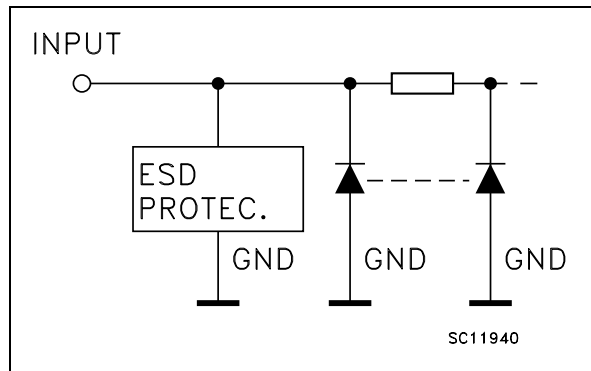 INPUT
ESD
PROTEC.
GND GND GND
SC11940